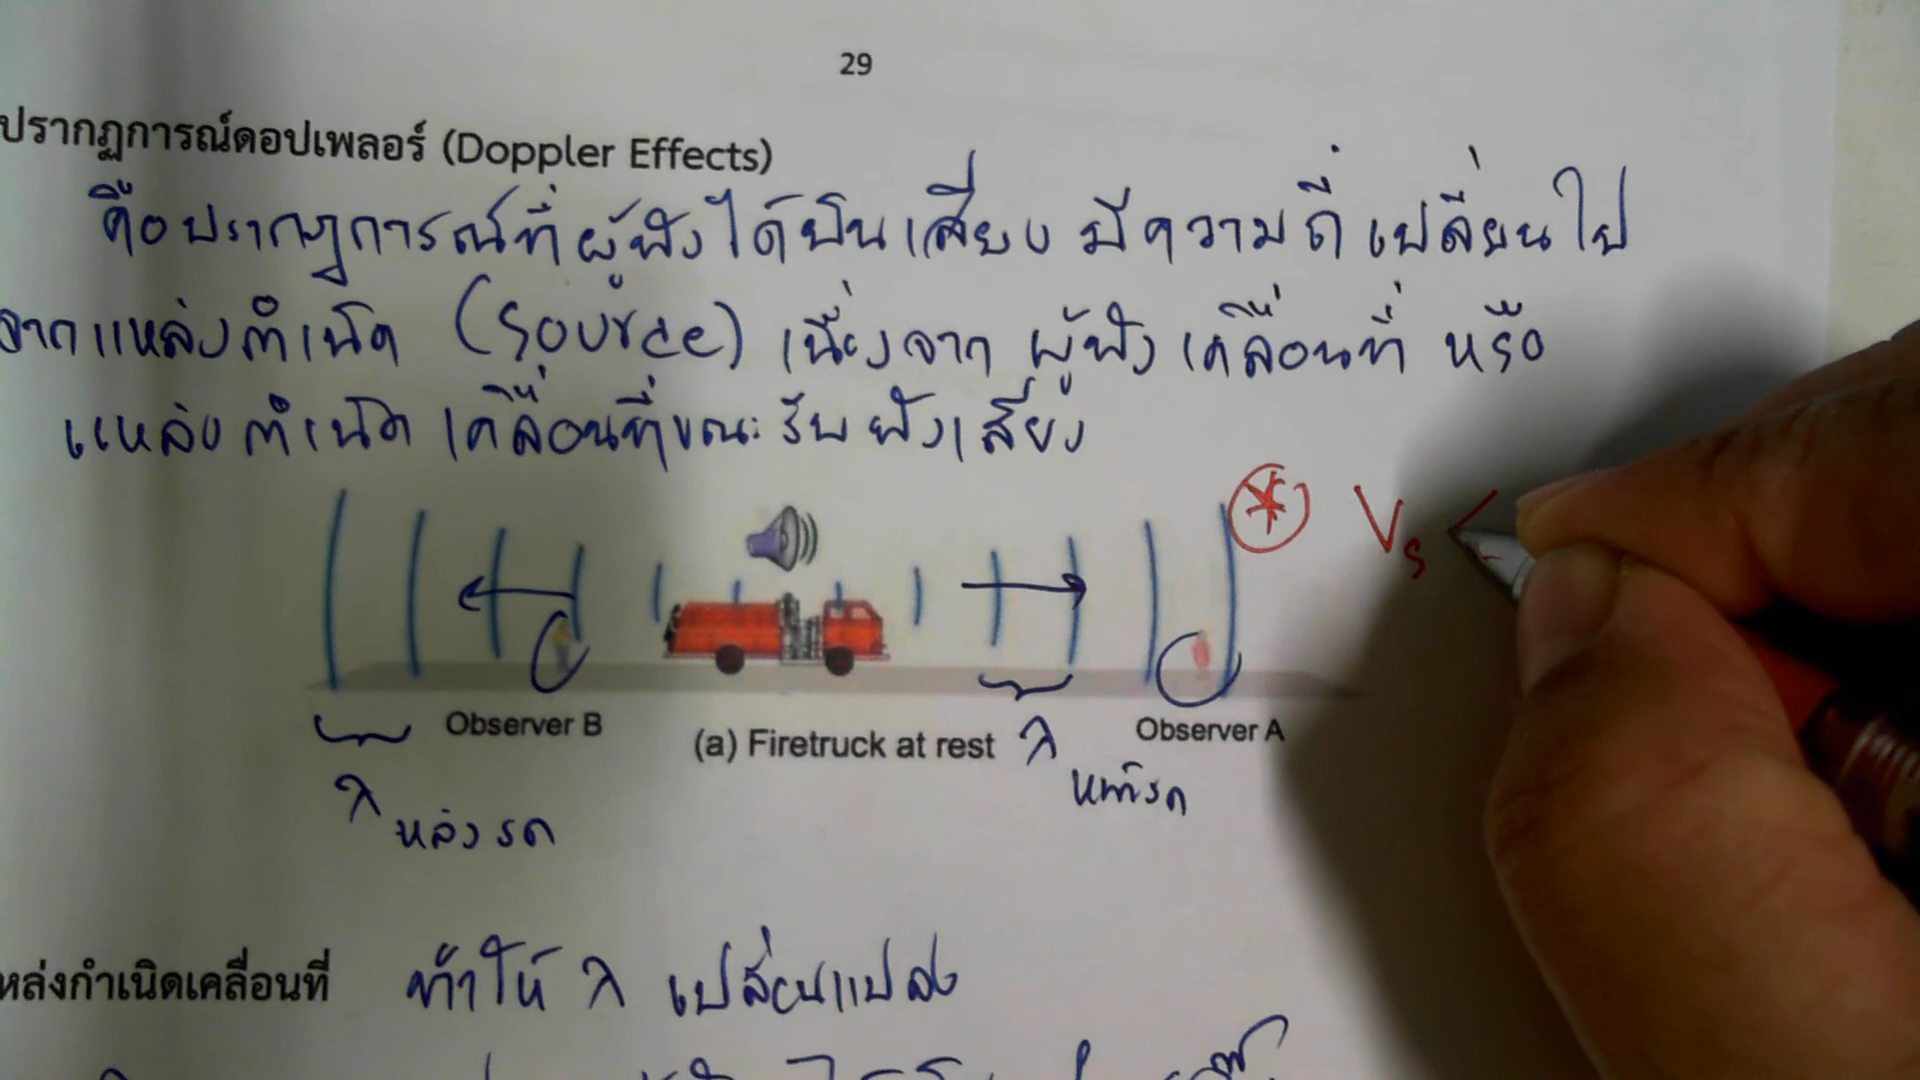 29
ปรากฏการณ์ดอปเพลอร์ (Doppler Effects)
คือปรากฏการณ์ที่ผู้ฟังได้ยินเสียง มีความถี่ เปลี่ยนไป
จากแหล่งกำเนิด (Source) เนื่องจาก ผู้ฟัง เคลื่อนที่ หรือ
แหล่งกำเนิด เคลื่อนที่ขณะรับฟังเสียง
* Vs <
Observer B
(a) Firetruck at rest
Observer A
λ หน้ารถ
λ หลังรถ
หล่งกำเนิดเคลื่อนที่ ทำให้ λ เปลี่ยนแปลง